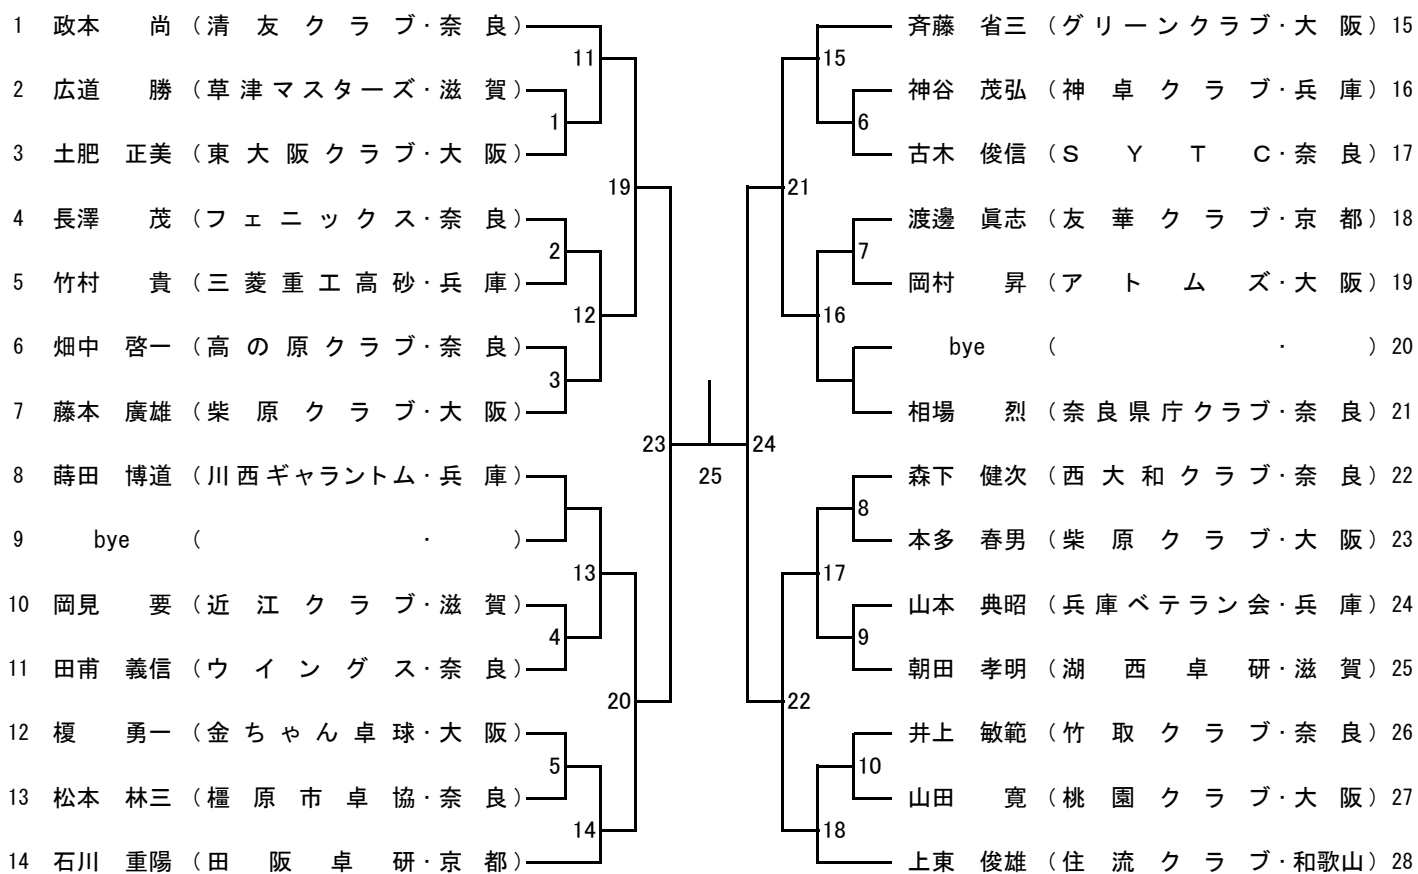 1 政本 尚 (清友クラブ・奈良)
11
2 広道 勝 (草津マスターズ・滋賀)
1
3 土肥 正美 (東大阪クラブ・大阪)
19
4 長澤 茂 (フェニックス・奈良)
2
5 竹村 貴 (三菱重工高砂・兵庫)
12
6 畑中 啓一 (高の原クラブ・奈良)
3
7 藤本 廣雄 (柴原クラブ・大阪)
23
8 蒔田 博道 (川西ギャラントム・兵庫)
9 bye ( ・ )
13
10 岡見 要 (近江クラブ・滋賀)
4
11 田甫 義信 (ウイングス・奈良)
20
12 榎 勇一 (金ちゃん卓球・大阪)
5
13 松本 林三 (橿原市卓協・奈良)
14
14 石川 重陽 (田阪卓研・京都)
25
斉藤 省三 (グリーンクラブ・大阪) 15
15
神谷 茂弘 (神卓クラブ・兵庫) 16
6
古木 俊信 (SYTC・奈良) 17
21
渡邊 眞志 (友華クラブ・京都) 18
7
岡村 昇 (アトムズ・大阪) 19
16
bye ( ・ ) 20
相場 烈 (奈良県庁クラブ・奈良) 21
24
森下 健次 (西大和クラブ・奈良) 22
8
本多 春男 (柴原クラブ・大阪) 23
17
山本 典昭 (兵庫ベテラン会・兵庫) 24
9
朝田 孝明 (湖西卓研・滋賀) 25
22
井上 敏範 (竹取クラブ・奈良) 26
10
山田 寛 (桃園クラブ・大阪) 27
18
上東 俊雄 (住流クラブ・和歌山) 28